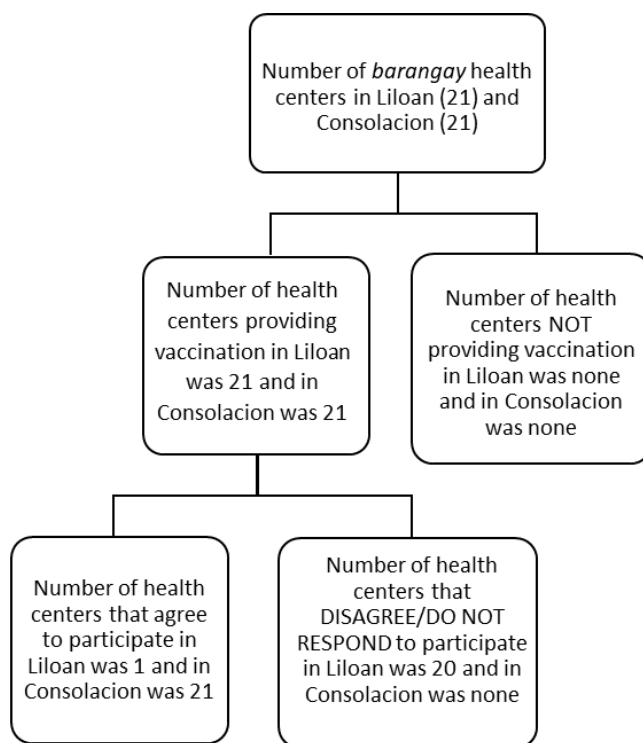 Number of barangay health
centers in Liloan (21) and
Consolacion (21)
Number of health
centers providing
vaccination in Liloan
was 21 and in
Consolacion was 21
Number of health
centers NOT
providing vaccination
in Liloan was none
and in Consolacion
was none
Number of health
centers that agree
to participate in
Liloan was 1 and in
Consolacion was 21
Number of health
centers that
DISAGREE/DO NOT
RESPOND to participate
in Liloan was 20 and in
Consolacion was none